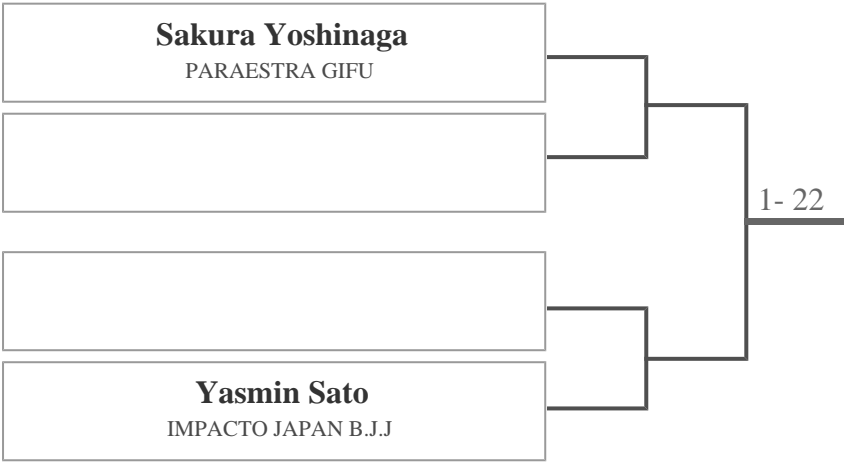 Sakura Yoshinaga
PARAESTRA GIFU
1- 22
Yasmin Sato
IMPACTO JAPAN B.J.J